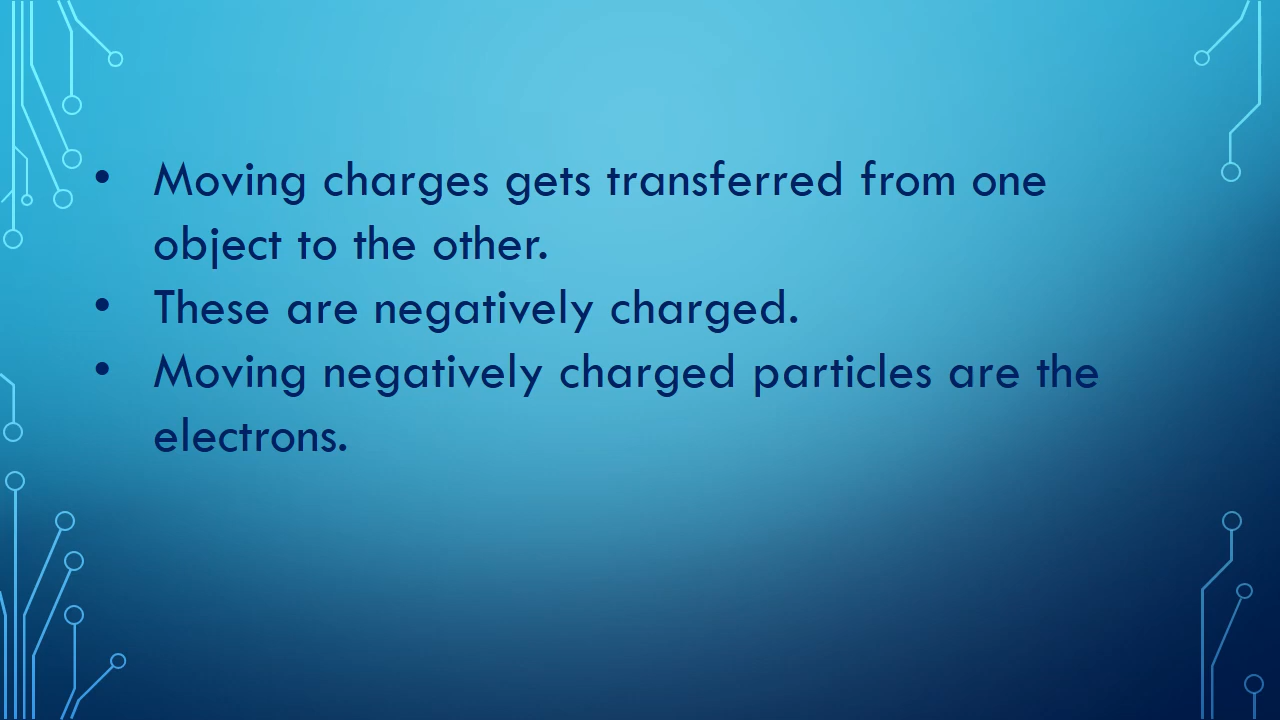 • Moving charges gets transferred from one
object to the other.
• These are negatively charged.
• Moving negatively charged particles are the
electrons.